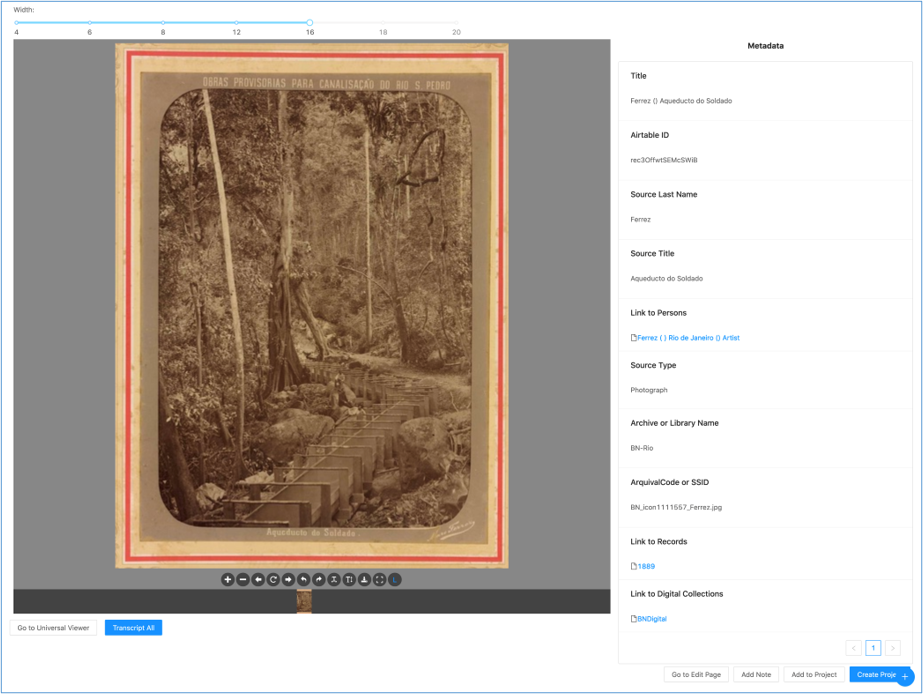 Width:
4 6 8 12 16 18 20
OBRAS PROVISORIAS PARA CANALISAÇÃO DO RIO S. PEDRO
Aqueducto do Soldado.
Go to Universal Viewer
Transcript All
Metadata
Title
Ferrez () Aqueducto do Soldado
Airtable ID
rec3OffwtSEMcSWiB
Source Last Name
Ferrez
Source Title
Aqueducto do Soldado
Link to Persons
Ferrez ( ) Rio de Janeiro () Artist
Source Type
Photograph
Archive or Library Name
BN-Rio
ArquivalCode or SSID
BN_icon1111557_Ferrez.jpg
Link to Records
1889
Link to Digital Collections
BNDigital
< 1 >
Go to Edit Page Add Note Add to Project Create Proje +